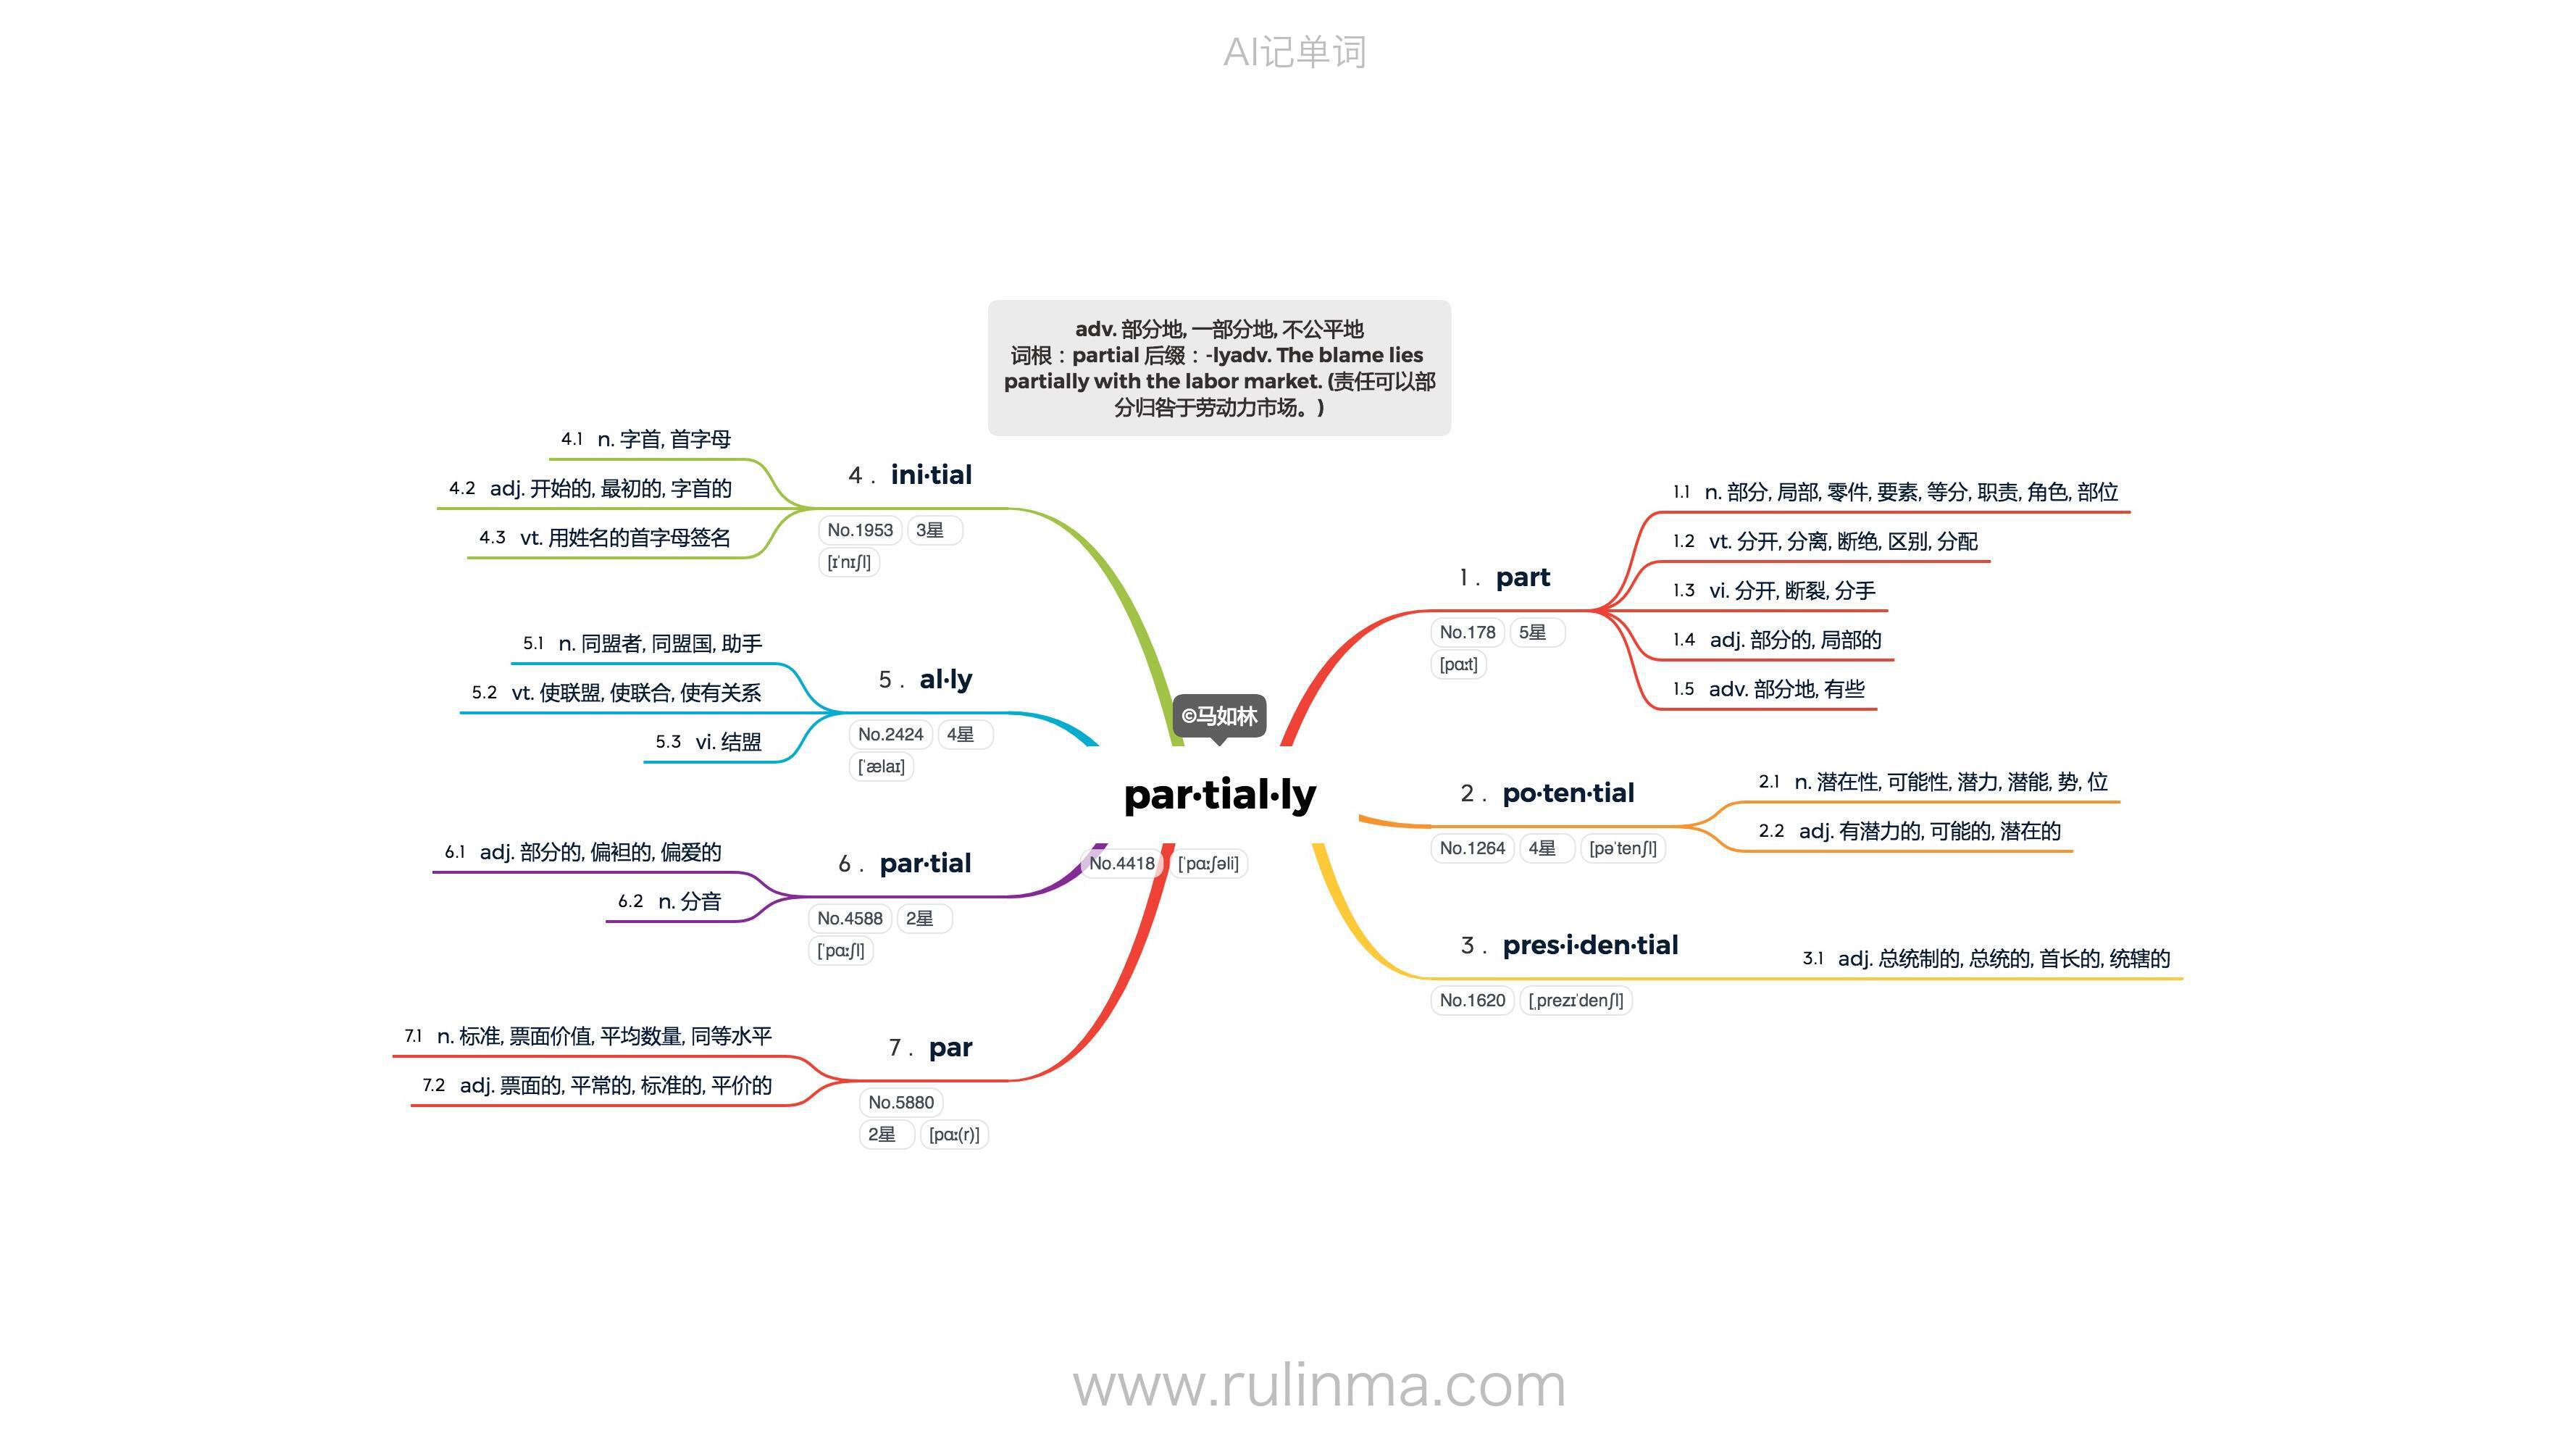 AI记单词
adv. 部分地, 一部分地, 不公平地
词根：partial 后缀：-lyadv. The blame lies
partially with the labor market. (责任可以部
分归咎于劳动力市场。)
©马如林
par·tial·ly
No.4418 [ˈpɑːʃəli]
1 . part
No.178 5星
[pɑːt]
1.1 n. 部分, 局部, 零件, 要素, 等分, 职责, 角色, 部位
1.2 vt. 分开, 分离, 断绝, 区别, 分配
1.3 vi. 分开, 断裂, 分手
1.4 adj. 部分的, 局部的
1.5 adv. 部分地, 有些
2 . po·ten·tial
No.1264 4星 [pəˈtenʃl]
2.1 n. 潜在性, 可能性, 潜力, 潜能, 势, 位
2.2 adj. 有潜力的, 可能的, 潜在的
3 . pres·i·den·tial
No.1620 [ˌprezɪˈdenʃl]
3.1 adj. 总统制的, 总统的, 首长的, 统辖的
4 . ini·tial
No.1953 3星
[ɪˈnɪʃl]
4.1 n. 字首, 首字母
4.2 adj. 开始的, 最初的, 字首的
4.3 vt. 用姓名的首字母签名
5 . al·ly
No.2424 4星
[ˈælaɪ]
5.1 n. 同盟者, 同盟国, 助手
5.2 vt. 使联盟, 使联合, 使有关系
5.3 vi. 结盟
6 . par·tial
No.4588 2星
[ˈpɑːʃl]
6.1 adj. 部分的, 偏袒的, 偏爱的
6.2 n. 分音
7 . par
No.5880
2星 [pɑː(r)]
7.1 n. 标准, 票面价值, 平均数量, 同等水平
7.2 adj. 票面的, 平常的, 标准的, 平价的
www.rulinma.com